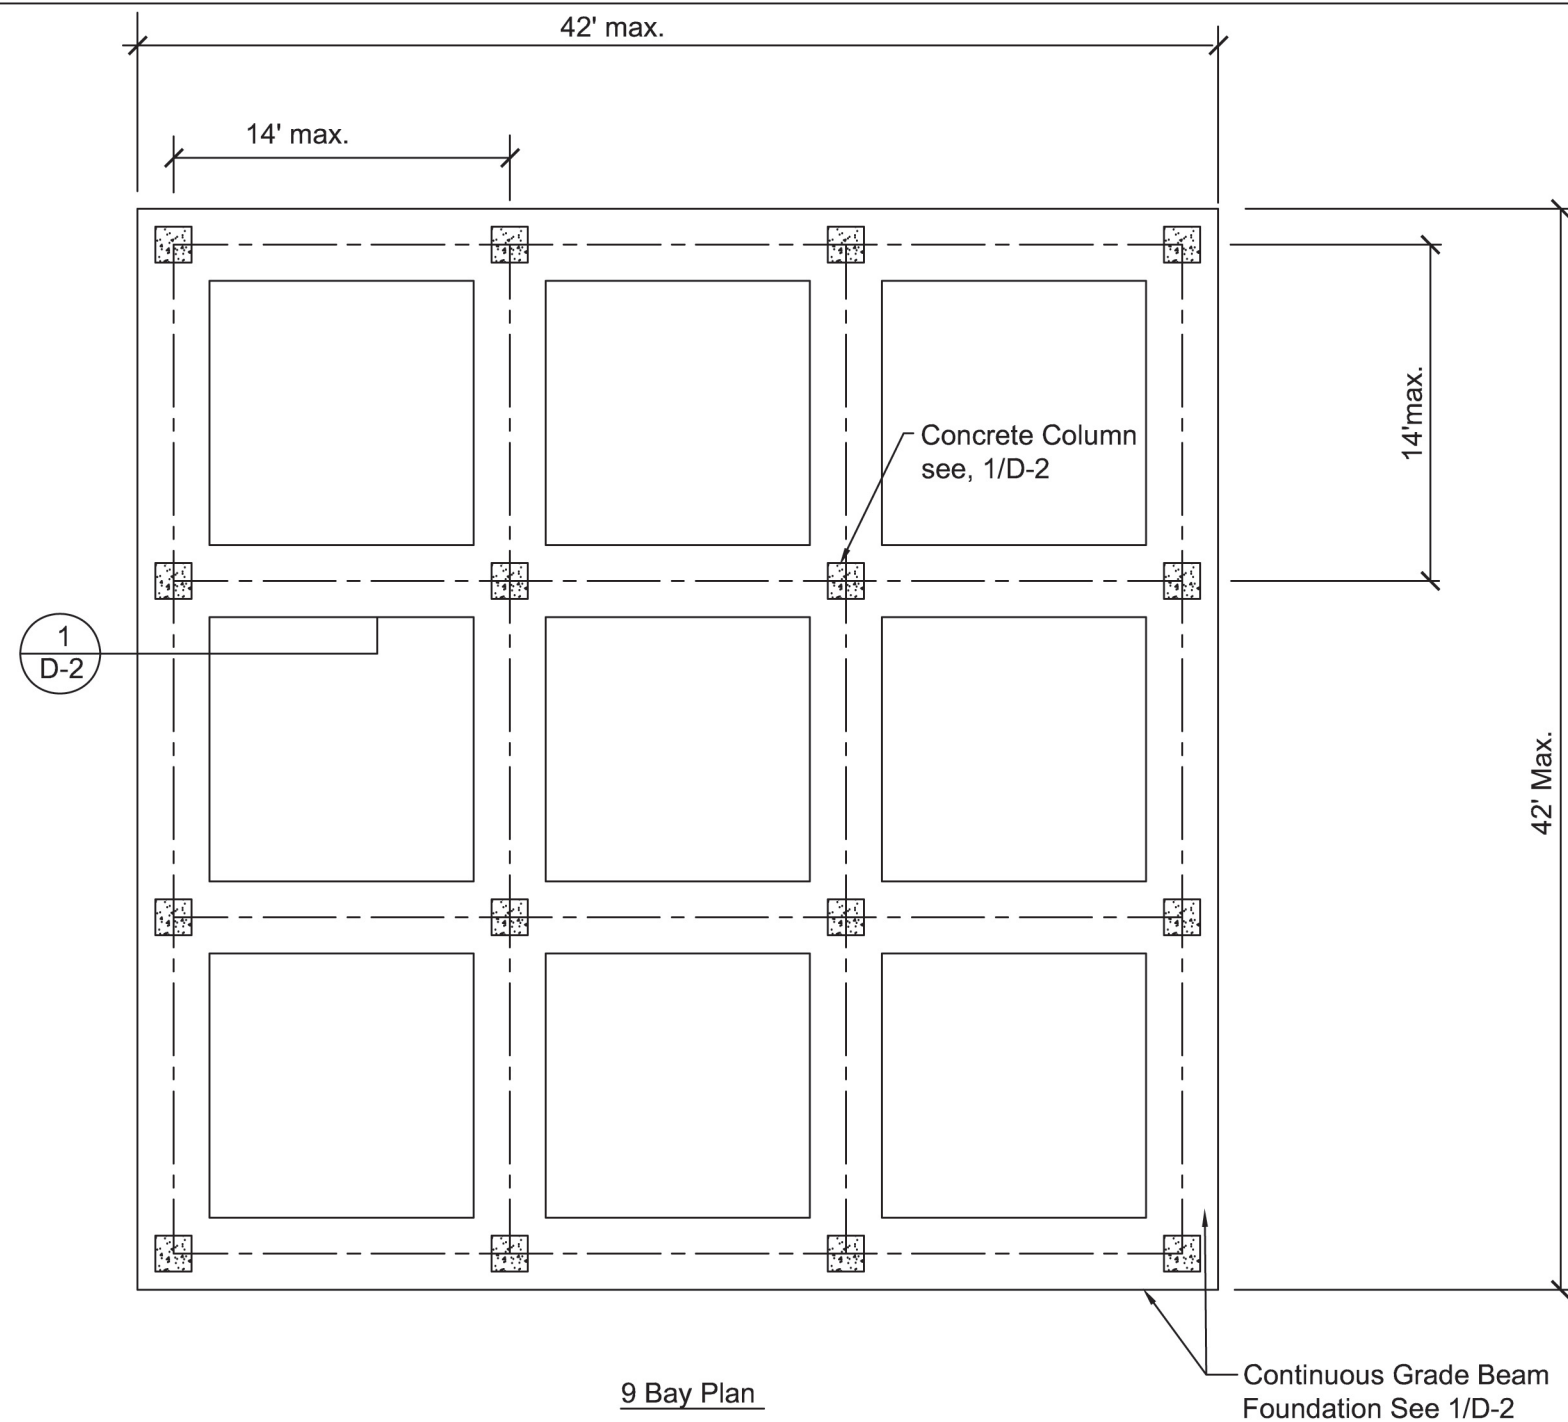 42' max.
14' max.
14'max.
Concrete Column
see, 1/D-2
1
D-2
42' Max.
Continuous Grade Beam
Foundation See 1/D-2
9 Bay Plan